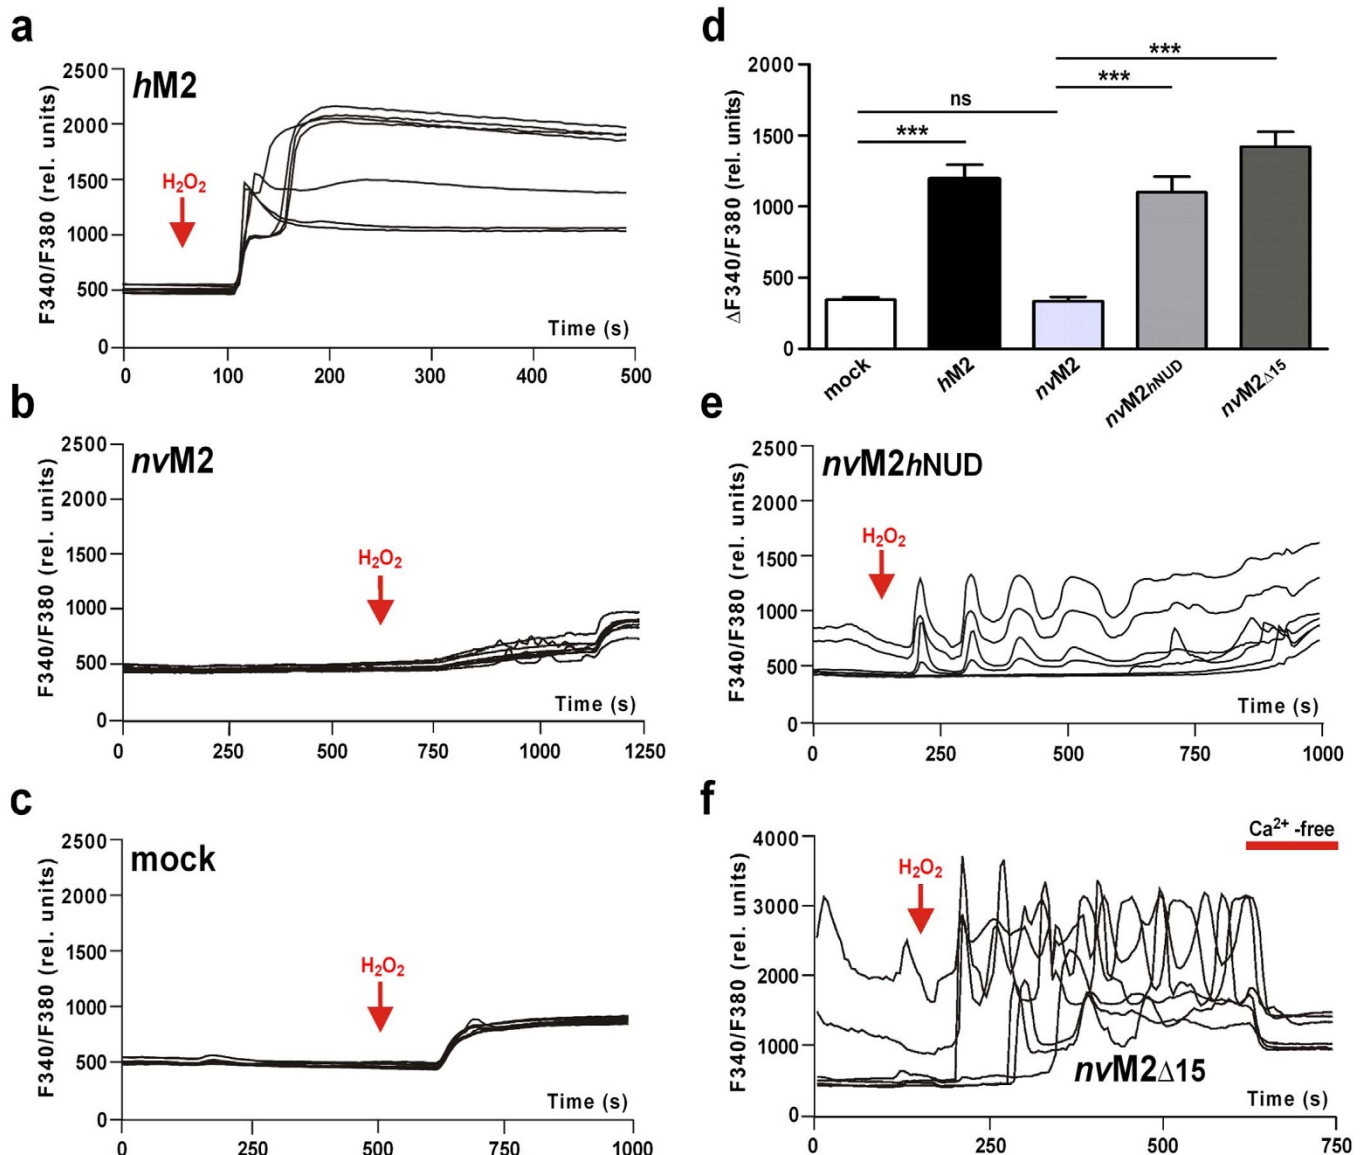 a
hM2
F340/F380 (rel. units)
2500
2000
1500
1000
500
0
H2O2
Time (s)
0 100 200 300 400 500
b
nvM2
F340/F380 (rel. units)
2500
2000
1500
1000
500
0
H2O2
Time (s)
0 250 500 750 1000 1250
c
mock
F340/F380 (rel. units)
2500
2000
1500
1000
500
0
H2O2
Time (s)
0 250 500 750 1000
d
ΔF340/F380 (rel. units)
2000
1500
1000
500
0
***
***
ns
***
mock hM2 nvM2 nvM2hNUD nvM2Δ15
e
nvM2hNUD
F340/F380 (rel. units)
2500
2000
1500
1000
500
0
H2O2
Time (s)
0 250 500 750 1000
f
Ca2+ -free
F340/F380 (rel. units)
4000
3000
2000
1000
0
H2O2
nvM2Δ15
Time (s)
0 250 500 750